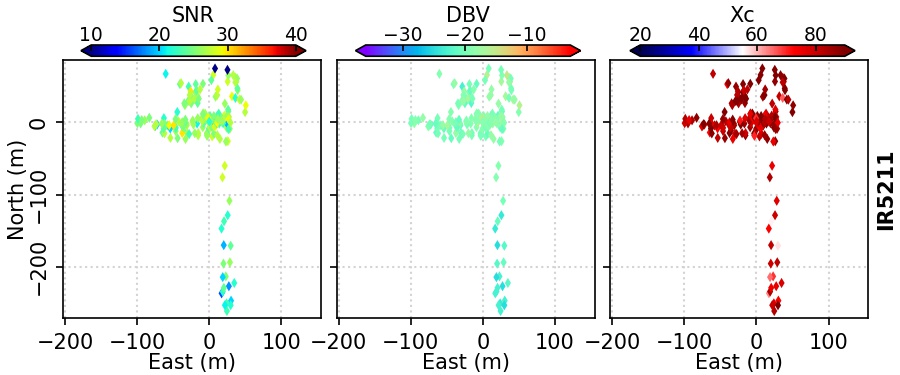 SNR DBV Xc
10 20 30 40 −30 −20 −10 20 40 60 80
North (m)
0
−100
−200
IR5211
−200 −100 0 100 −200 −100 0 100 −200 −100 0 100
East (m) East (m) East (m)